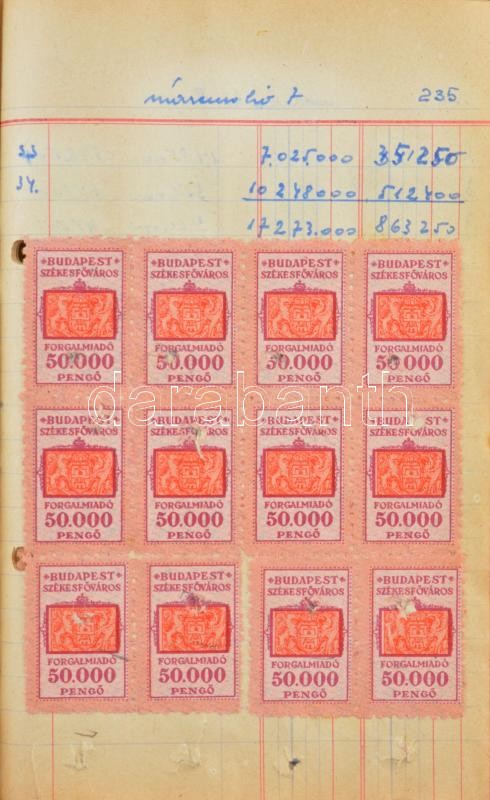 március hó 7 235
33 7.025000 351250
34. 10248000 512400
17273.000 863250
BUDAPEST BUDAPEST BUDAPEST BUDAPEST
SZÉKESFŐVÁROS SZÉKESFŐVÁROS SZÉKESFŐVÁROS SZÉKESFŐVÁROS
FORGALMIADÓ FORGALMIADÓ FORGALMIADÓ FORGALMIADÓ
50.000 50.000 50.000 50.000
PENGŐ PENGŐ PENGŐ PENGŐ
darabanth
BUDAPEST BUDAPEST BUDAPEST BUDAPEST
SZÉKESFŐVÁROS SZÉKESFŐVÁROS SZÉKESFŐVÁROS SZÉKESFŐVÁROS
FORGALMIADÓ FORGALMIADÓ FORGALMIADÓ FORGALMIADÓ
50.000 50.000 50.000 50.000
PENGŐ PENGŐ PENGŐ PENGŐ
BUDAPEST BUDAPEST BUDAPEST BUDAPEST
SZÉKESFŐVÁROS SZÉKESFŐVÁROS SZÉKESFŐVÁROS SZÉKESFŐVÁROS
FORGALMIADÓ FORGALMIADÓ FORGALMIADÓ FORGALMIADÓ
50.000 50.000 50.000 50.000
PENGŐ PENGŐ PENGŐ PENGŐ